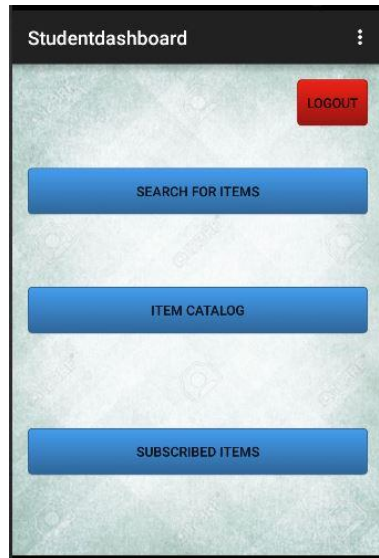 Studentdashboard
LOGOUT
SEARCH FOR ITEMS
ITEM CATALOG
SUBSCRIBED ITEMS